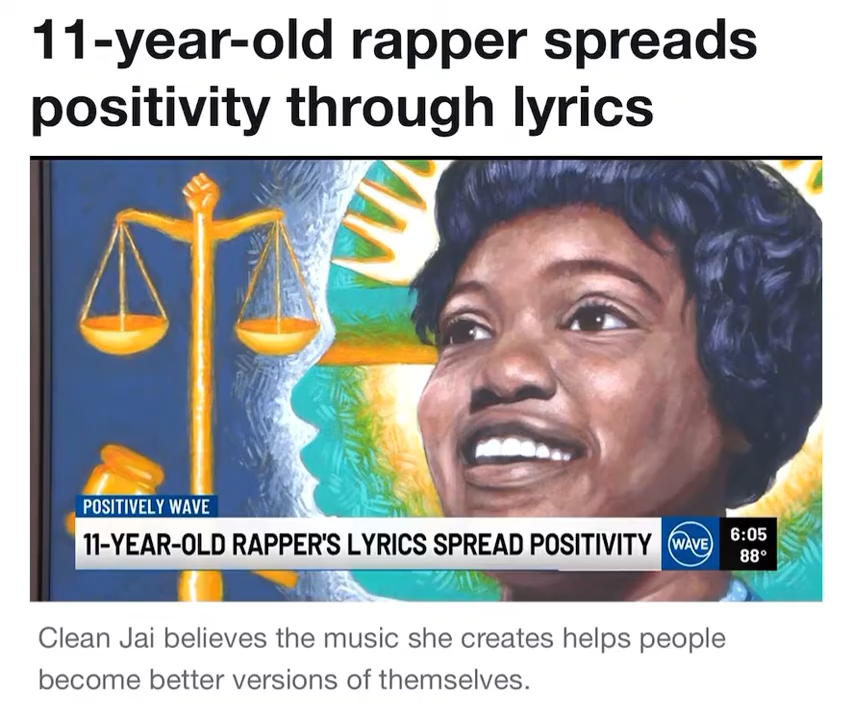 11-year-old rapper spreads
positivity through lyrics
POSITIVELY WAVE
11-YEAR-OLD RAPPER'S LYRICS SPREAD POSITIVITY
WAVE
6:05
88°
Clean Jai believes the music she creates helps people
become better versions of themselves.